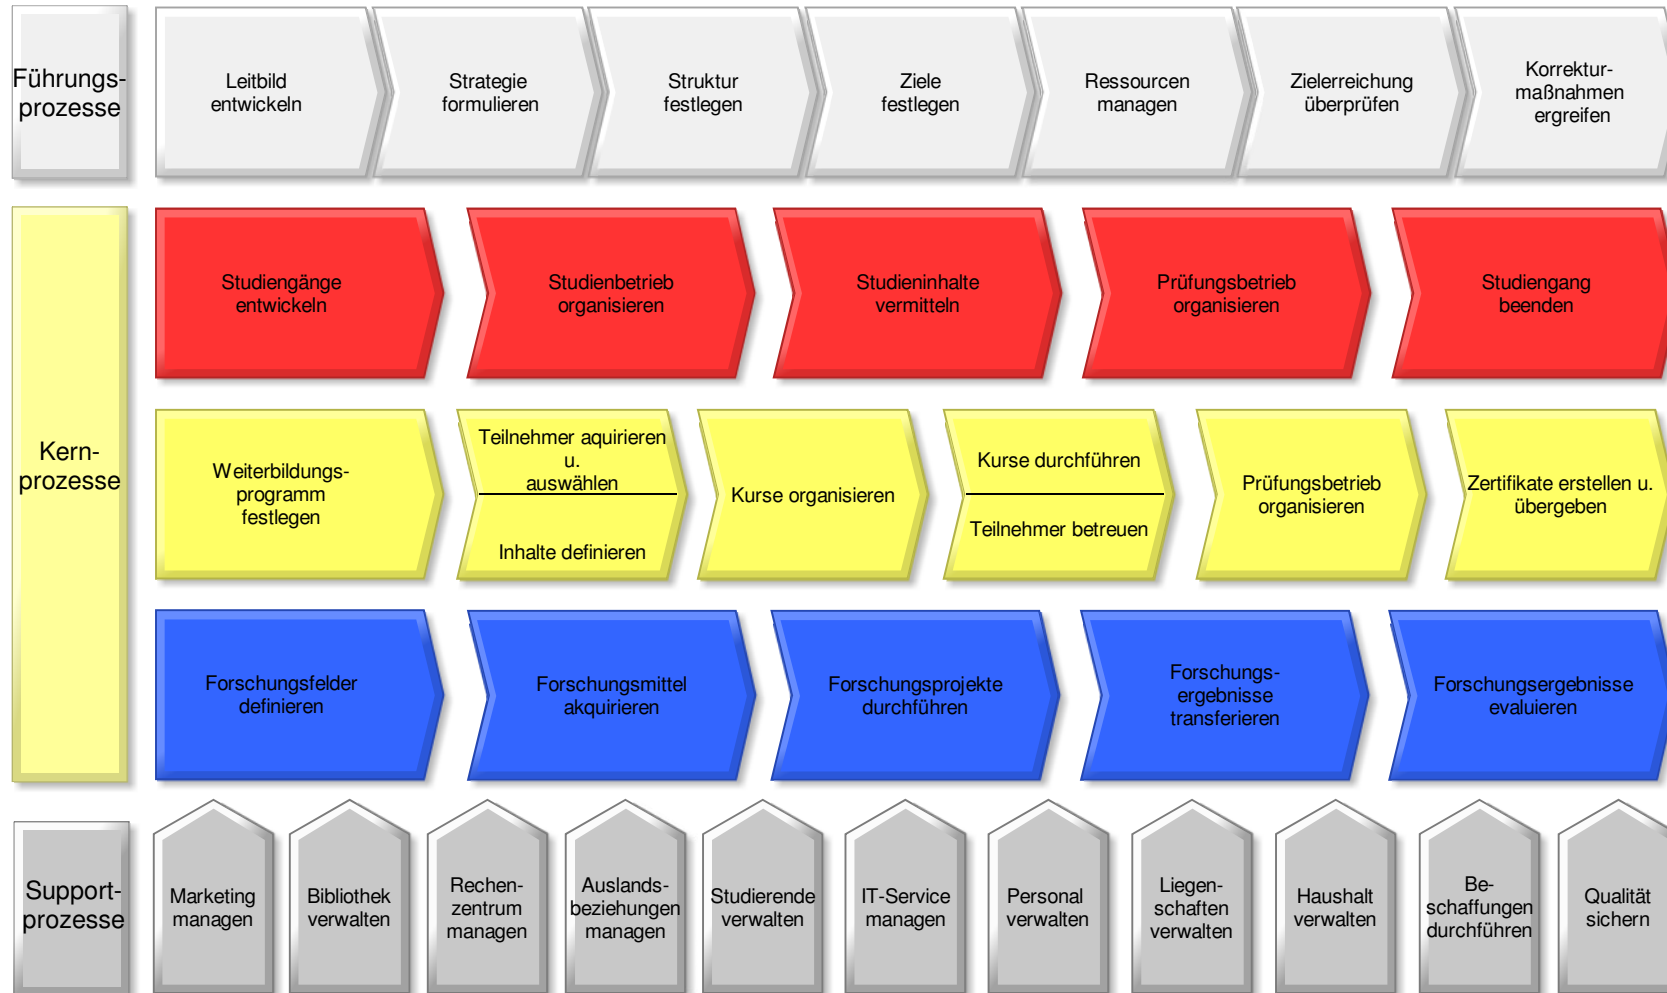 Führungs-
prozesse
Leitbild
entwickeln
Strategie
formulieren
Struktur
festlegen
Ziele
festlegen
Ressourcen
managen
Zielerreichung
überprüfen
Korrektur-
maßnahmen
ergreifen
Kern-
prozesse
Studiengänge
entwickeln
Studienbetrieb
organisieren
Studieninhalte
vermitteln
Prüfungsbetrieb
organisieren
Studiengang
beenden
Weiterbildungs-
programm
festlegen
Teilnehmer aquirieren
u.
auswählen
Inhalte definieren
Kurse organisieren
Kurse durchführen
Teilnehmer betreuen
Prüfungsbetrieb
organisieren
Zertifikate erstellen u.
übergeben
Forschungsfelder
definieren
Forschungsmittel
akquirieren
Forschungsprojekte
durchführen
Forschungs-
ergebnisse
transferieren
Forschungsergebnisse
evaluieren
Support-
prozesse
Marketing
managen
Bibliothek
verwalten
Rechen-
zentrum
managen
Auslands-
beziehungen
managen
Studierende
verwalten
IT-Service
managen
Personal
verwalten
Liegen-
schaften
verwalten
Haushalt
verwalten
Be-
schaffungen
durchführen
Qualität
sichern